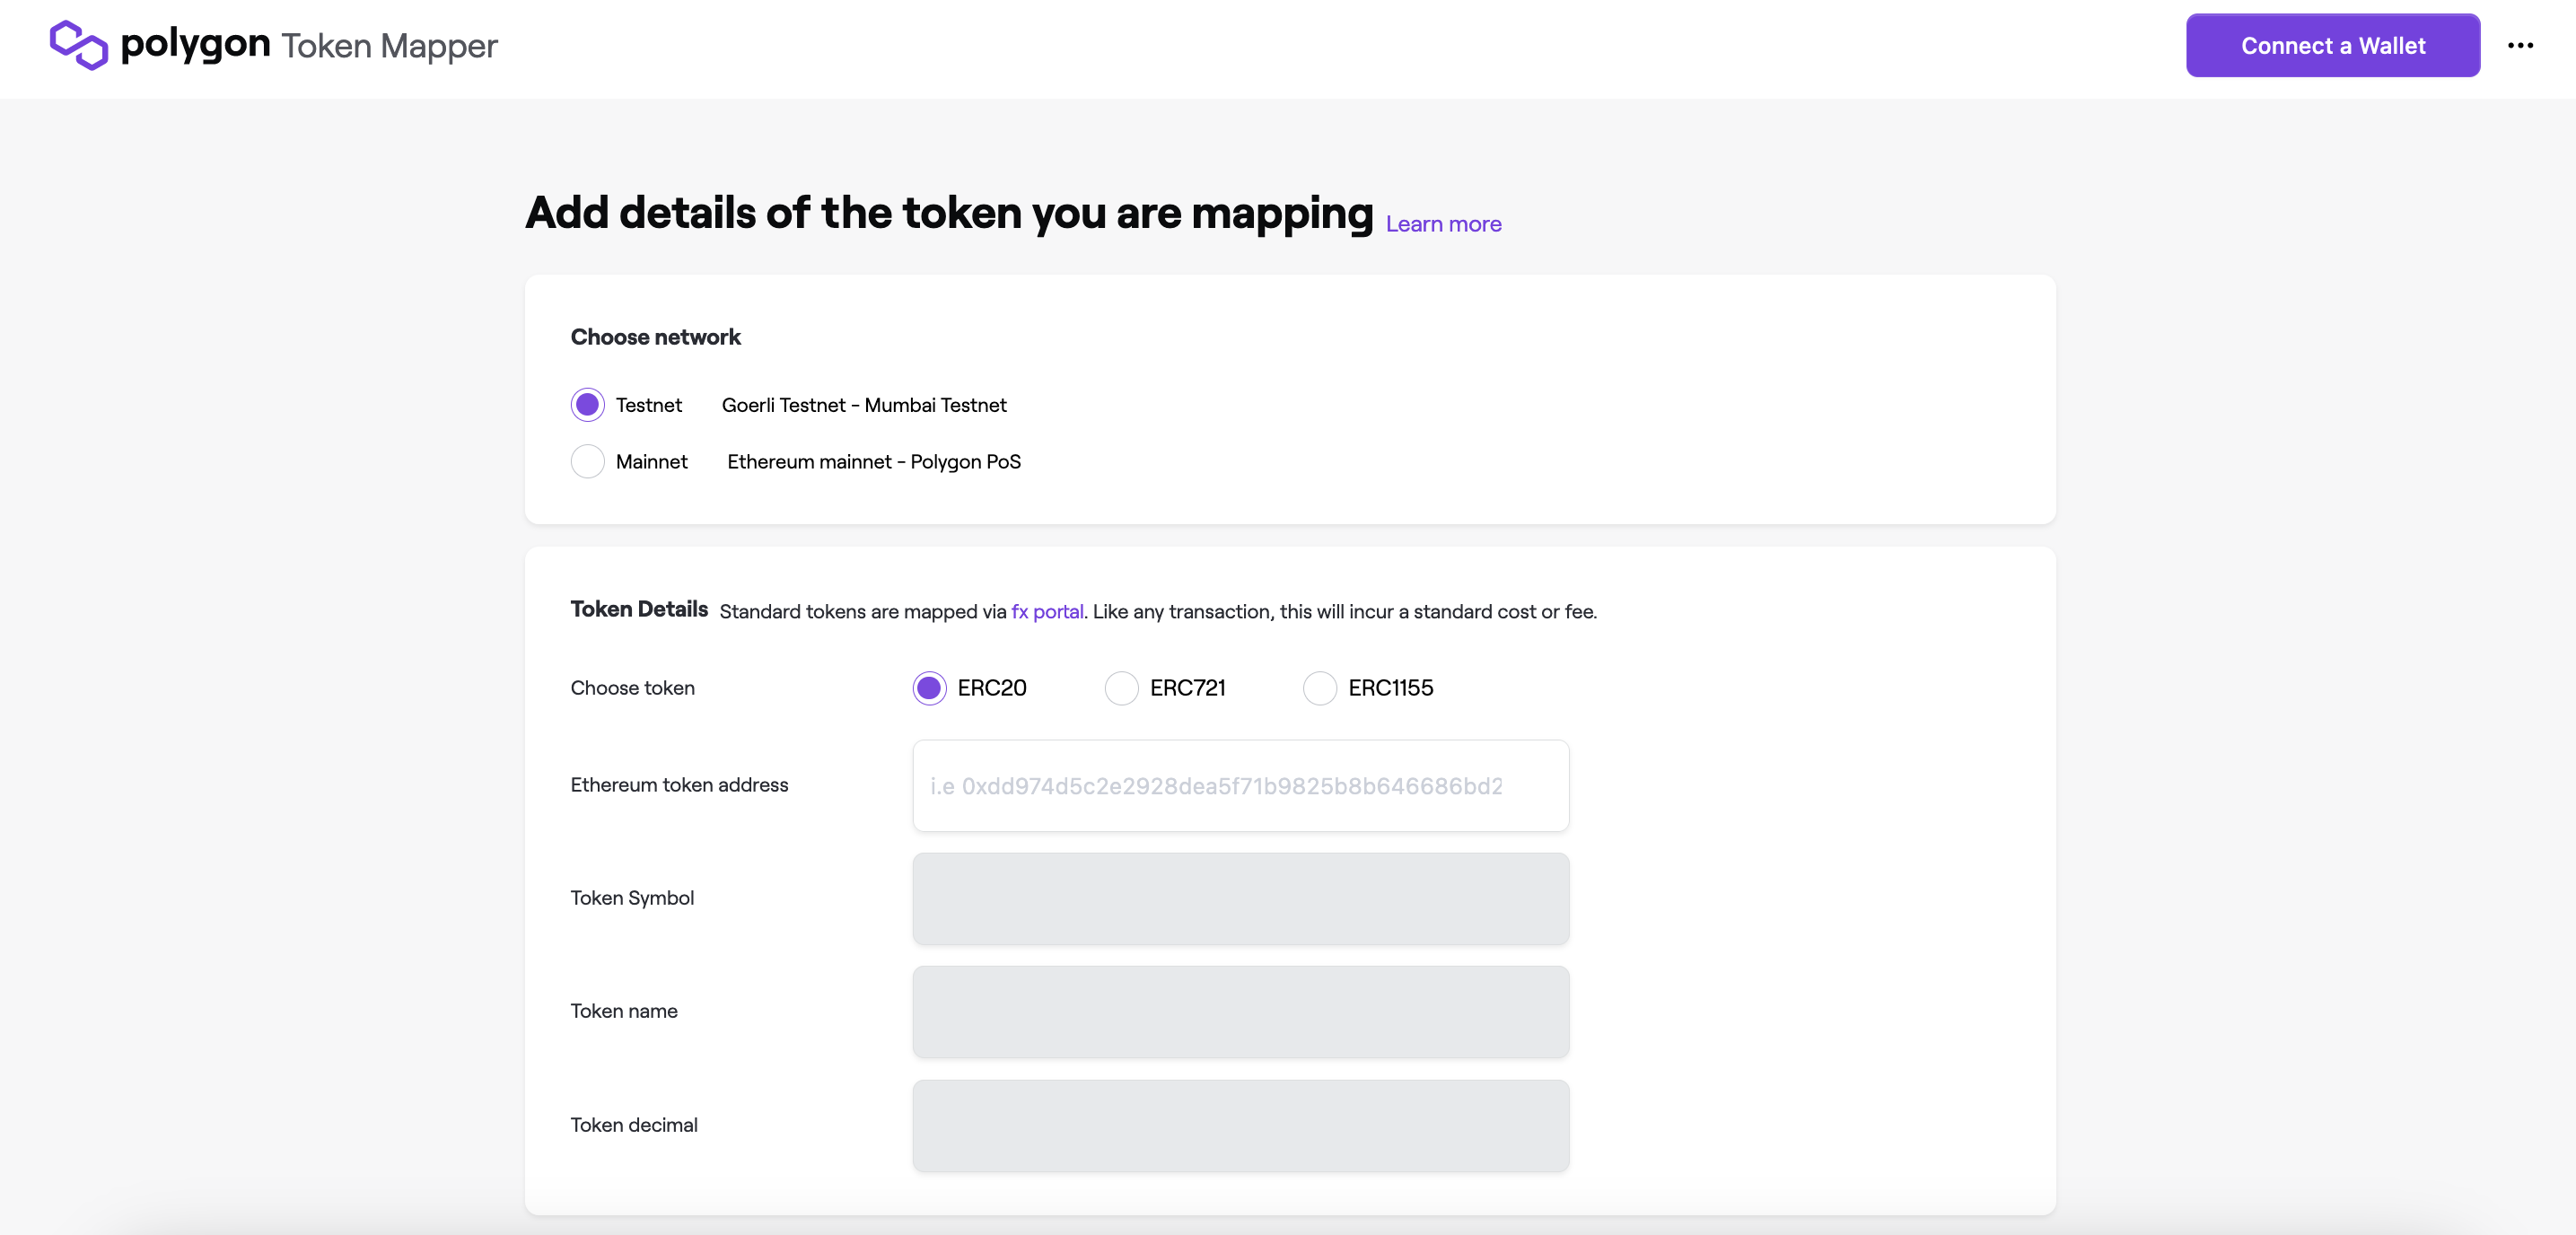 polygon Token Mapper
Connect a Wallet
Add details of the token you are mapping Learn more
Choose network
Testnet Goerli Testnet - Mumbai Testnet
Mainnet Ethereum mainnet - Polygon PoS
Token Details Standard tokens are mapped via fx portal. Like any transaction, this will incur a standard cost or fee.
Choose token ERC20 ERC721 ERC1155
Ethereum token address i.e 0xdd974d5c2e2928dea5f71b9825b8b646686bd2
Token Symbol
Token name
Token decimal